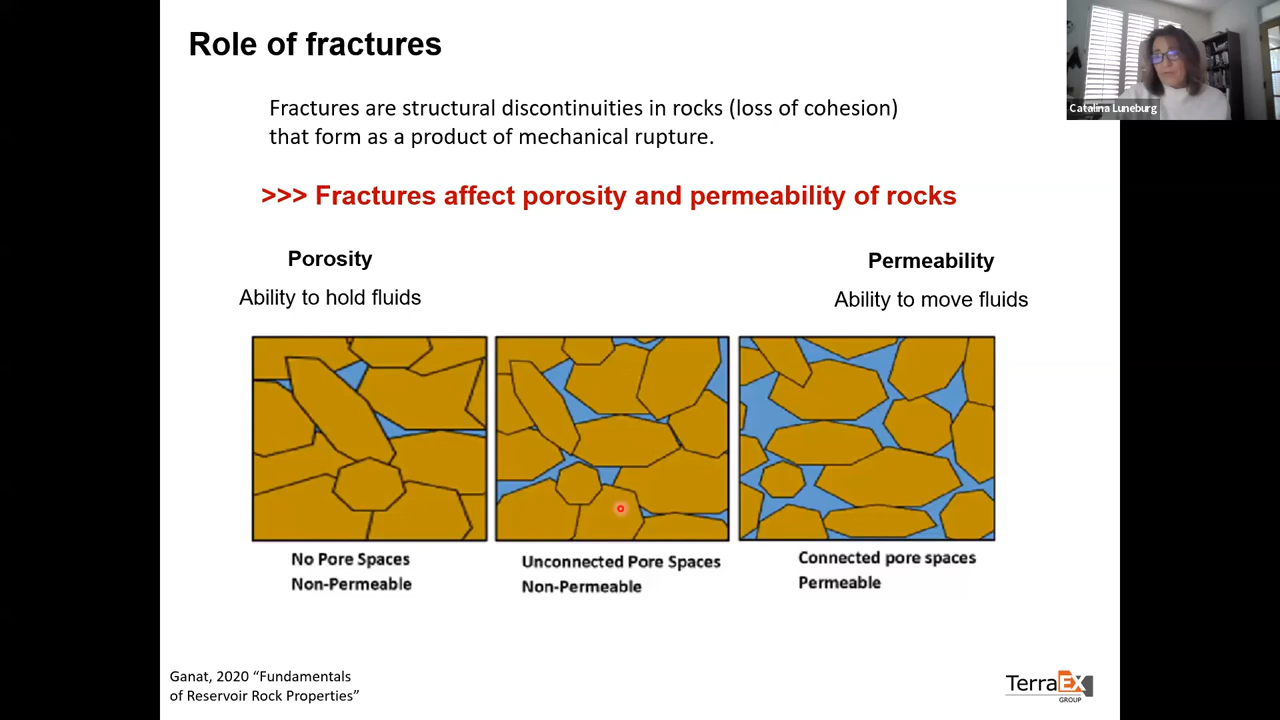 Role of fractures
Catalina Luneburg
Fractures are structural discontinuities in rocks (loss of cohesion)
that form as a product of mechanical rupture.
>>> Fractures affect porosity and permeability of rocks
Porosity
Ability to hold fluids
Permeability
Ability to move fluids
No Pore Spaces
Non-Permeable
Unconnected Pore Spaces
Non-Permeable
Connected pore spaces
Permeable
Ganat, 2020 “Fundamentals
of Reservoir Rock Properties”
TerraEX
GROUP